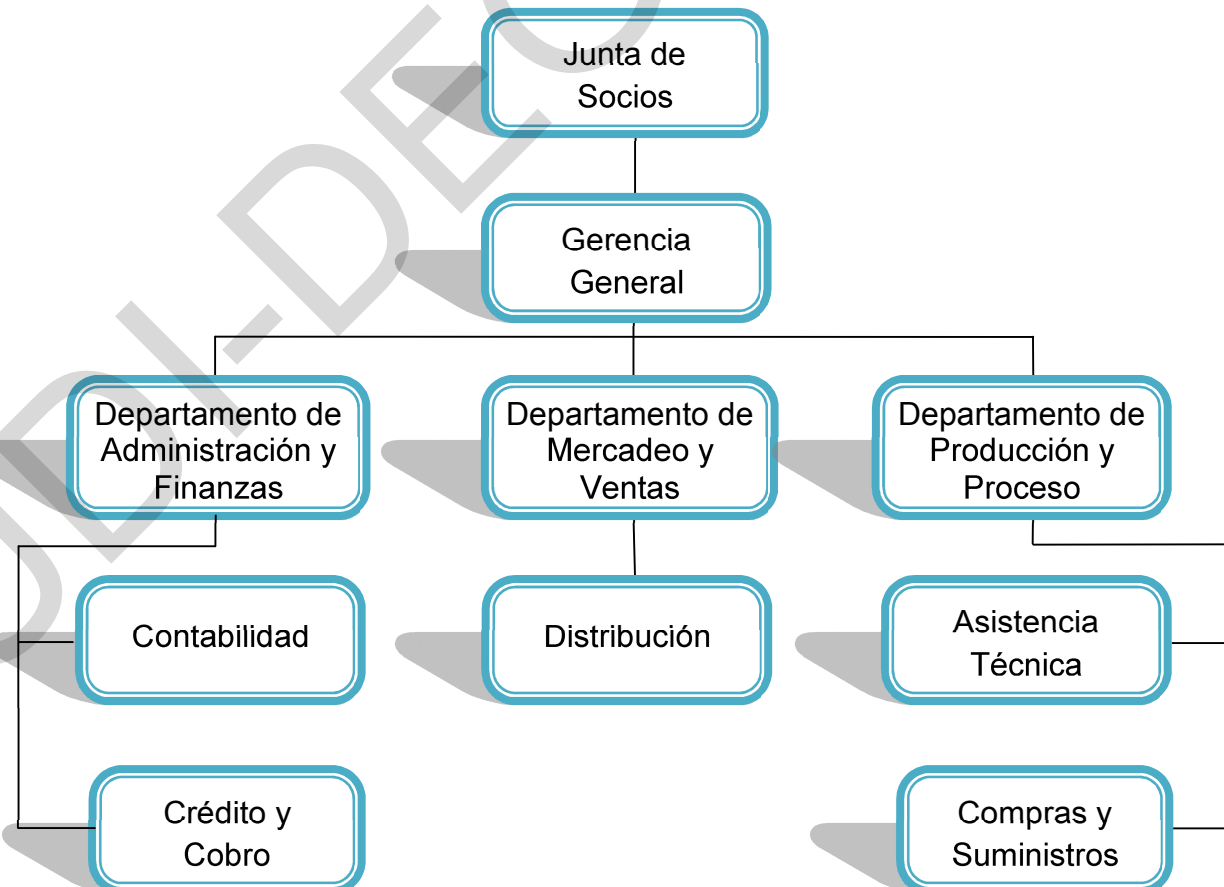 Junta de
Socios
Gerencia
General
Departamento de
Administración y
Finanzas
Departamento de
Mercadeo y
Ventas
Departamento de
Producción y
Proceso
Contabilidad
Distribución
Asistencia
Técnica
Crédito y
Cobro
Compras y
Suministros